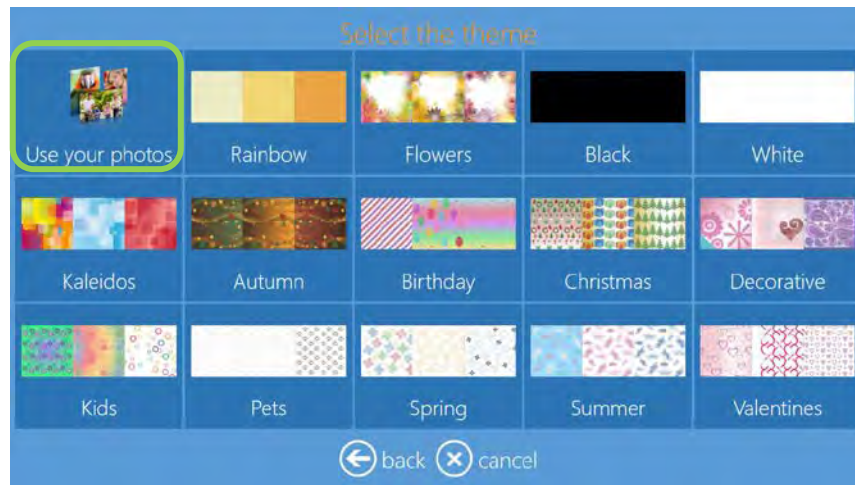 Select the theme
Use your photos Rainbow Flowers Black White
Kaleidos Autumn Birthday Christmas Decorative
Kids Pets Spring Summer Valentines
back cancel